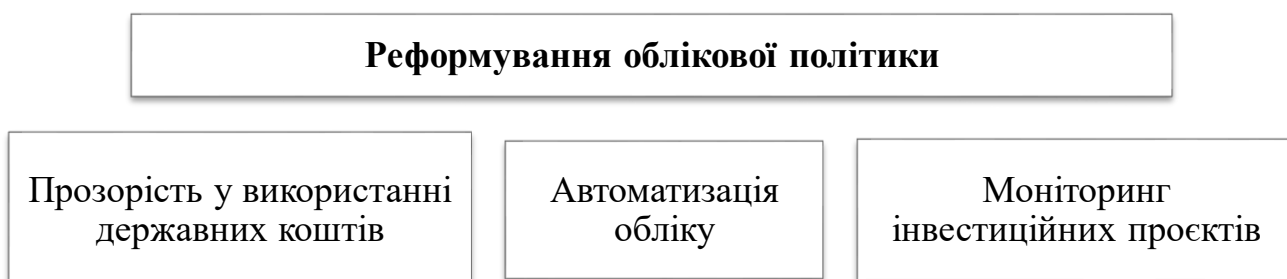 Реформування облікової політики
Прозорість у використанні
державних коштів
Автоматизація
обліку
Моніторинг
інвестиційних проєктів